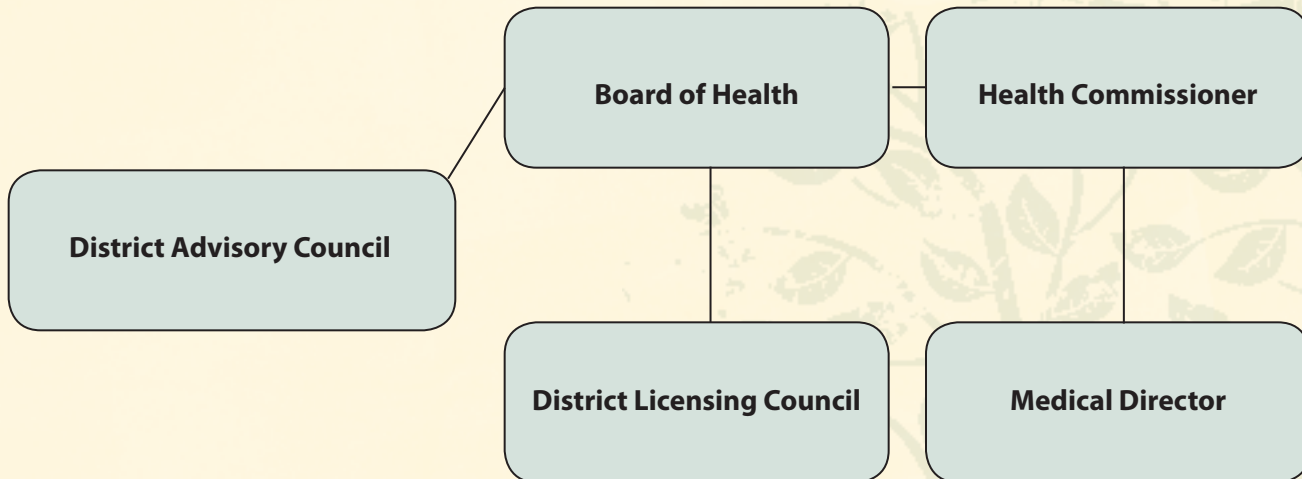 Board of Health
Health Commissioner
District Advisory Council
District Licensing Council
Medical Director